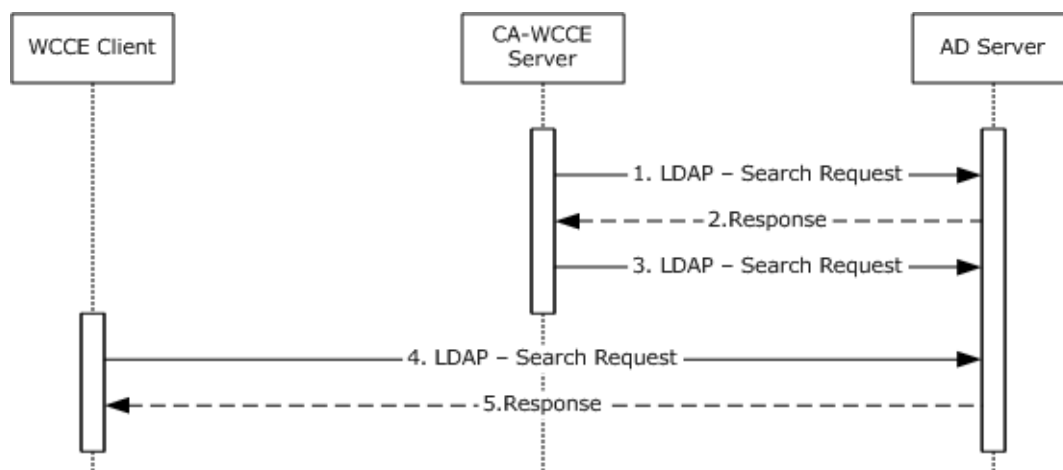 WCCE Client
CA-WCCE
Server
AD Server
1. LDAP – Search Request
2.Response
3. LDAP – Search Request
4. LDAP – Search Request
5.Response